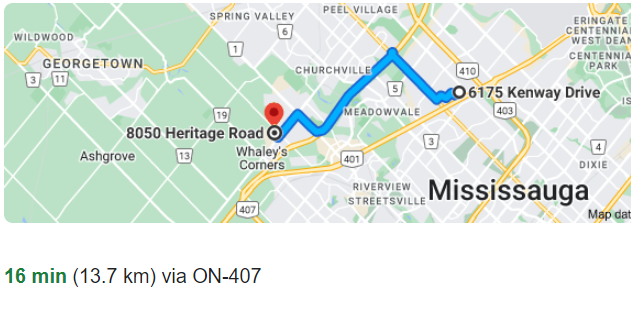 PEEL VILLAGE
SPRING VALLEY
6
ERINGATE
CENTENNIA
WEST DEAN
WILDWOOD
1
GEORGETOWN
CENTENNIA
PARK
3
11
CHURCHVILLE
410
5
6175 Kenway Drive
19
MEADOWVALE
403
8050 Heritage Road
Whaley's
Corners
Ashgrove
13
401
3
4
DIXIE
RIVERVIEW
STREETSVILLE
Mississauga
407
Map dat
16 min (13.7 km) via ON-407